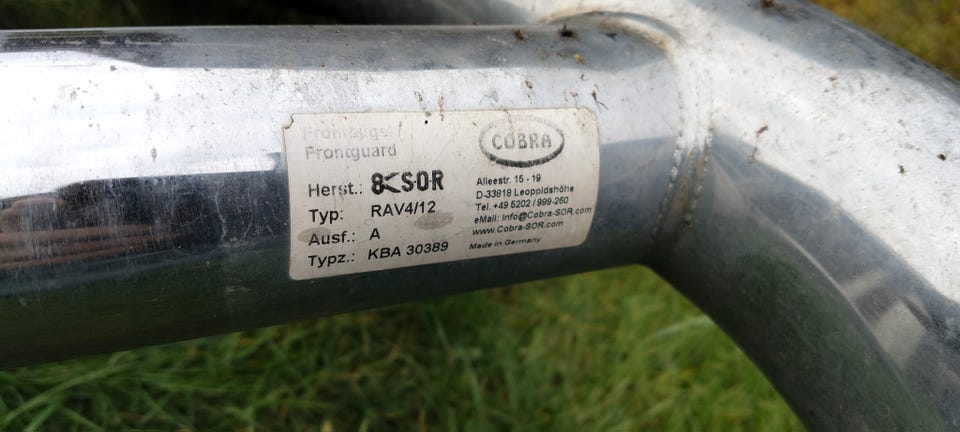 Frontbügel
Frontguard
COBRA
Herst.: SOR
Typ: RAV4/12
Ausf.: A
Typz.: KBA 30389
Alleestr. 15 - 19
D-33818 Leopoldshöhe
Tel. +49 5202 / 999-260
eMail: Info@Cobra-SOR.com
www.Cobra-SOR.com
Made in Germany